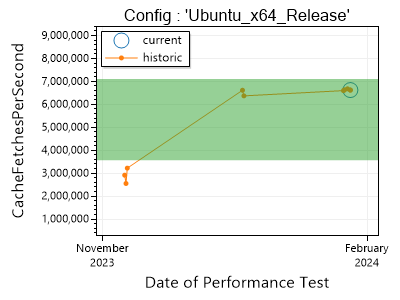 Config : 'Ubuntu_x64_Release'
current
historic
9,000,000
8,000,000
7,000,000
6,000,000
5,000,000
4,000,000
3,000,000
2,000,000
1,000,000
CacheFetchesPerSecond
November
2023
February
2024
Date of Performance Test